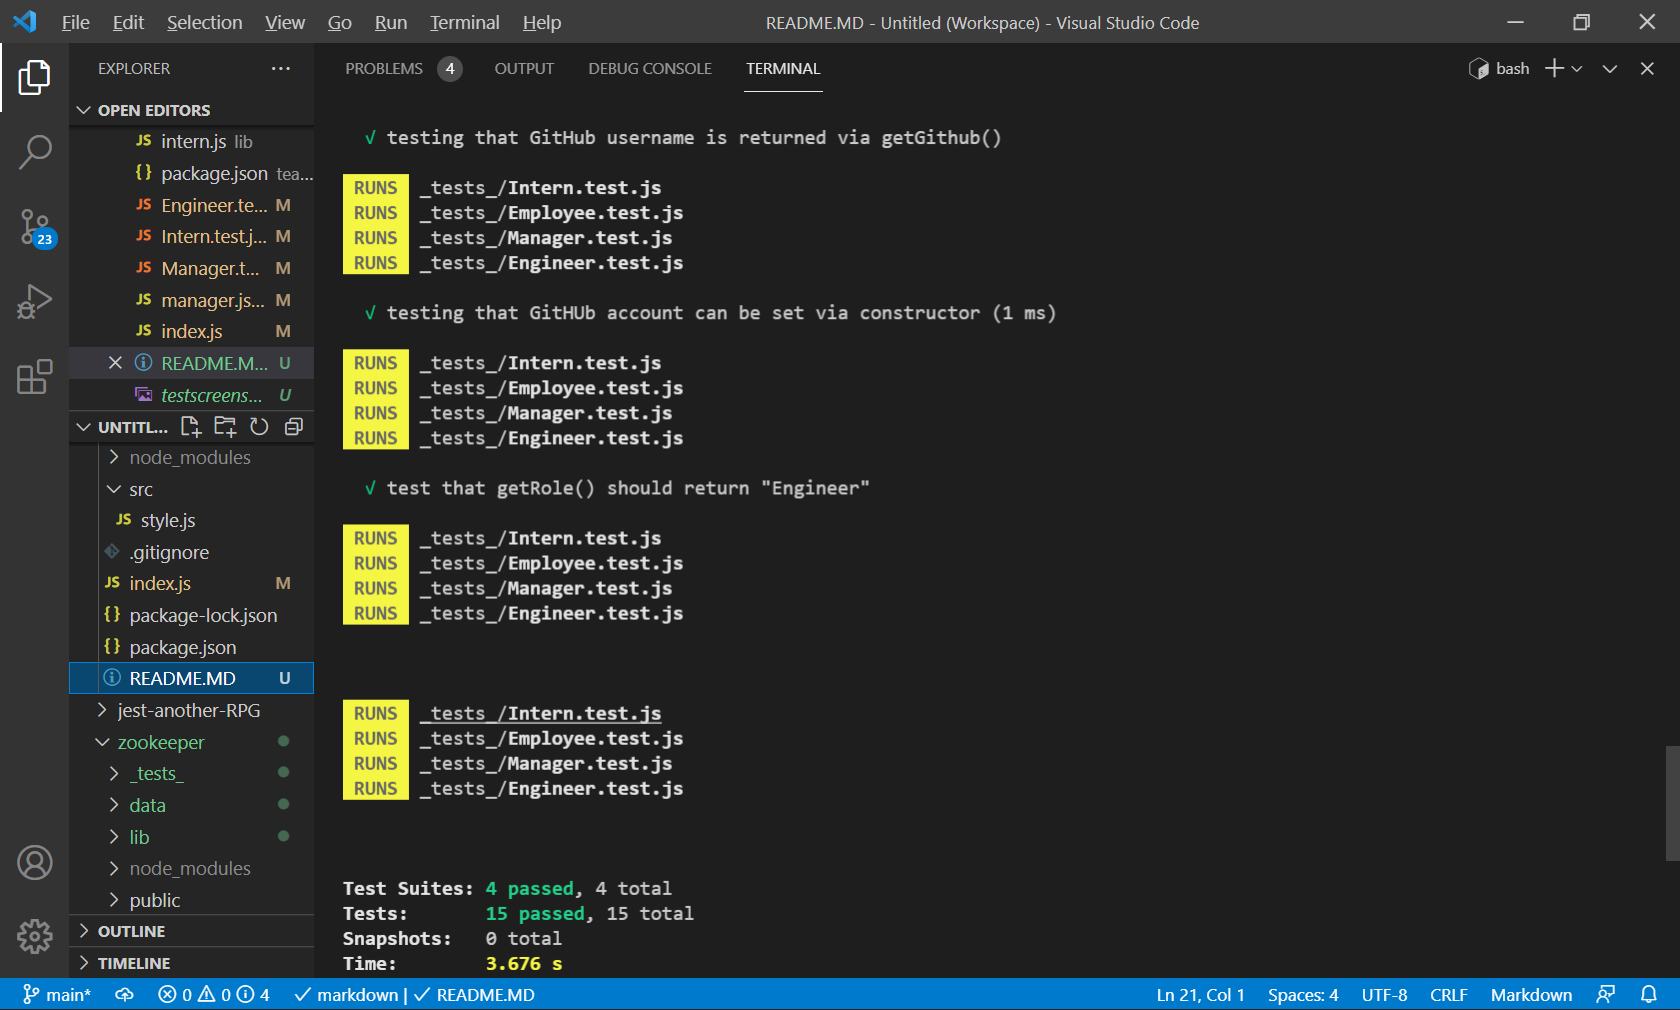 File Edit Selection View Go Run Terminal Help
README.MD - Untitled (Workspace) - Visual Studio Code
EXPLORER ···
OPEN EDITORS
JS intern.js lib
{} package.json tea...
JS Engineer.te... M
JS Intern.test.j... M
JS Manager.t... M
JS manager.js... M
JS index.js M
README.M... U
testscreens... U
UNTITL...
node_modules
src
JS style.js
.gitignore
JS index.js M
{} package-lock.json
{} package.json
README.MD U
jest-another-RPG
zookeeper
_tests_
data
lib
node_modules
public
OUTLINE
TIMELINE
23
PROBLEMS 4 OUTPUT DEBUG CONSOLE TERMINAL
bash
√ testing that GitHub username is returned via getGithub()
RUNS _tests_/Intern.test.js
RUNS _tests_/Employee.test.js
RUNS _tests_/Manager.test.js
RUNS _tests_/Engineer.test.js
√ testing that GitHUb account can be set via constructor (1 ms)
RUNS _tests_/Intern.test.js
RUNS _tests_/Employee.test.js
RUNS _tests_/Manager.test.js
RUNS _tests_/Engineer.test.js
√ test that getRole() should return "Engineer"
RUNS _tests_/Intern.test.js
RUNS _tests_/Employee.test.js
RUNS _tests_/Manager.test.js
RUNS _tests_/Engineer.test.js
RUNS _tests_/Intern.test.js
RUNS _tests_/Employee.test.js
RUNS _tests_/Manager.test.js
RUNS _tests_/Engineer.test.js
Test Suites: 4 passed, 4 total
Tests: 15 passed, 15 total
Snapshots: 0 total
Time: 3.676 s
main* 0 0 4 ✓ markdown | ✓ README.MD
Ln 21, Col 1 Spaces: 4 UTF-8 CRLF Markdown